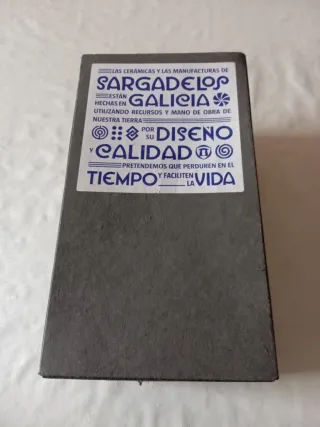 LAS CERÁMICAS Y LAS MANUFACTURAS DE
SARGADELOS
ESTÁN HECHAS EN GALICIA
UTILIZANDO RECURSOS Y MANO DE OBRA DE
NUESTRA TIERRA
POR SU DISEÑO
Y CALIDAD
PRETENDEMOS QUE PERDUREN EN EL
TIEMPO Y FACILITEN LA VIDA